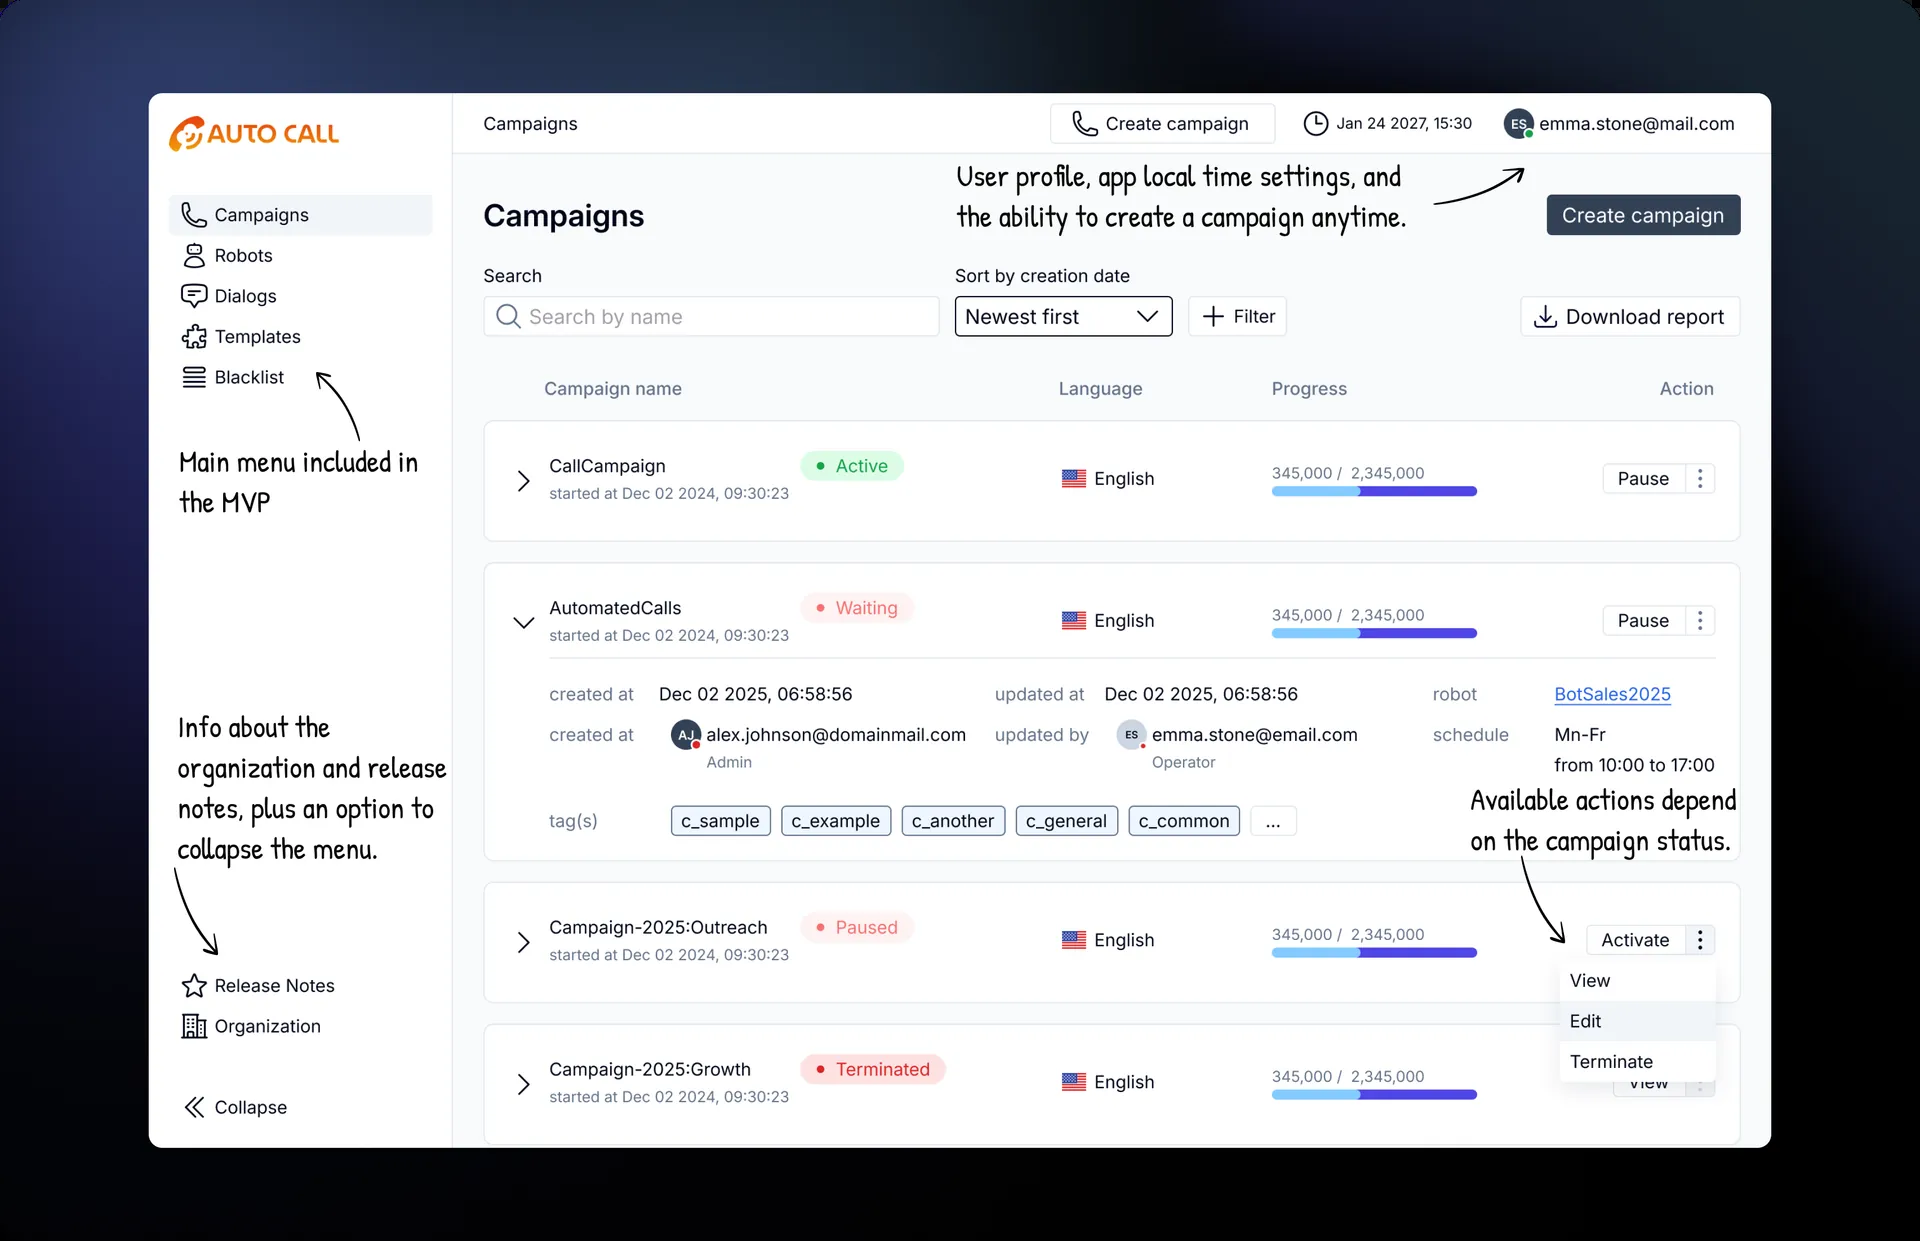 AUTO CALL
Campaigns
Create campaign
Jan 24 2027, 15:30
ES
emma.stone@mail.com
Campaigns
Robots
Dialogs
Templates
Blacklist
Main menu included in
the MVP
Info about the
organization and release
notes, plus an option to
collapse the menu.
Release Notes
Organization
Collapse
Campaigns
User profile, app local time settings, and
the ability to create a campaign anytime.
Create campaign
Search
Search by name
Sort by creation date
Newest first
Filter
Download report
Campaign name
Language
Progress
Action
CallCampaign
Active
started at Dec 02 2024, 09:30:23
English
345,000 / 2,345,000
Pause
AutomatedCalls
Waiting
started at Dec 02 2024, 09:30:23
English
345,000 / 2,345,000
Pause
created at Dec 02 2025, 06:58:56
updated at Dec 02 2025, 06:58:56
robot BotSales2025
created at AJ alex.johnson@domainmail.com
Admin
updated by ES emma.stone@email.com
Operator
schedule Mn-Fr
from 10:00 to 17:00
tag(s) c_sample c_example c_another c_general c_common ...
Available actions depend
on the campaign status.
Campaign-2025:Outreach
Paused
started at Dec 02 2024, 09:30:23
English
345,000 / 2,345,000
Activate
View
Edit
Terminate
Campaign-2025:Growth
Terminated
started at Dec 02 2024, 09:30:23
English
345,000 / 2,345,000
View